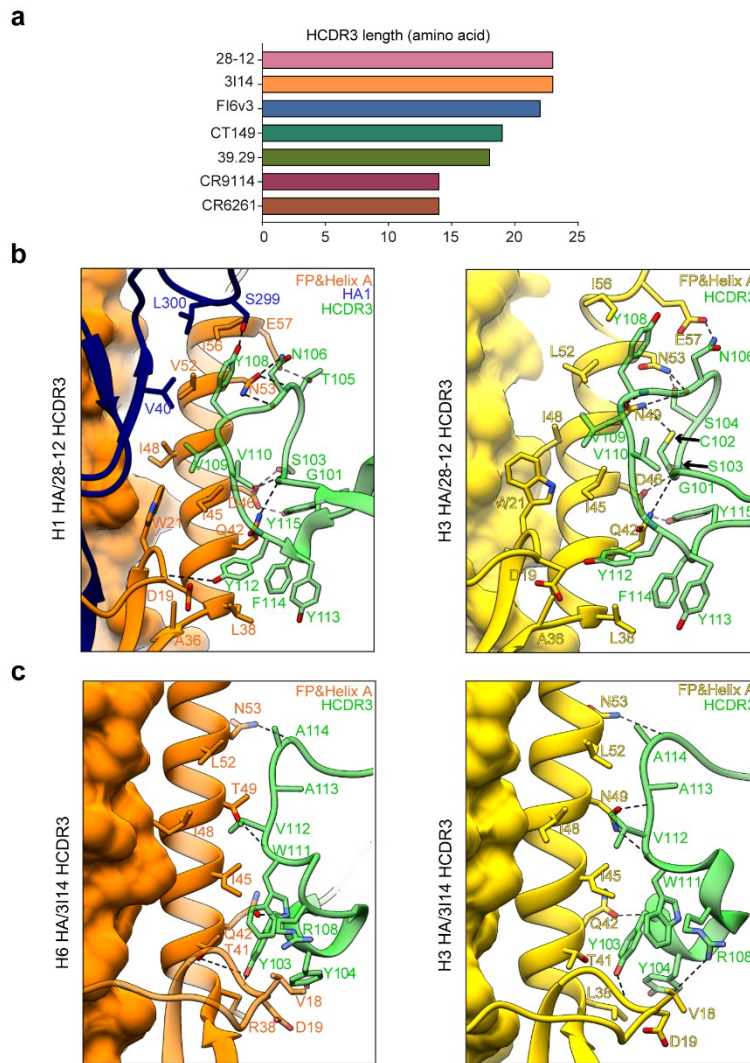 a
HCDR3 length (amino acid)
28-12
3I14
FI6v3
CT149
39.29
CR9114
CR6261
0 5 10 15 20 25
b
H1 HA/28-12 HCDR3
FP&Helix A
HA1
HCDR3
L300
S299
E57
I56
Y108
N106
V52
N53
T105
V40
I48
V110
V109
S103
G101
D46
I45
W21
Q42
Y115
Y112
D19
F114
Y113
A36
L38
H3 HA/28-12 HCDR3
FP&Helix A
HCDR3
I56
Y108
E57
N106
L52
N53
N49
S104
I48
V109
C102
V110
S103
D46
G101
W21
I45
Y115
Q42
Y112
D19
F114
Y113
A36
L38
c
H6 HA/3I14 HCDR3
FP&Helix A
HCDR3
N53
A114
L52
T49
A113
I48
V112
W111
I45
R108
Q42
T41
Y103
Y104
V18
R38
D19
H3 HA/3I14 HCDR3
FP&Helix A
HCDR3
N53
A114
L52
A113
N49
I48
V112
W111
I45
Q42
Y103
T41
R108
Y104
L38
V18
D19